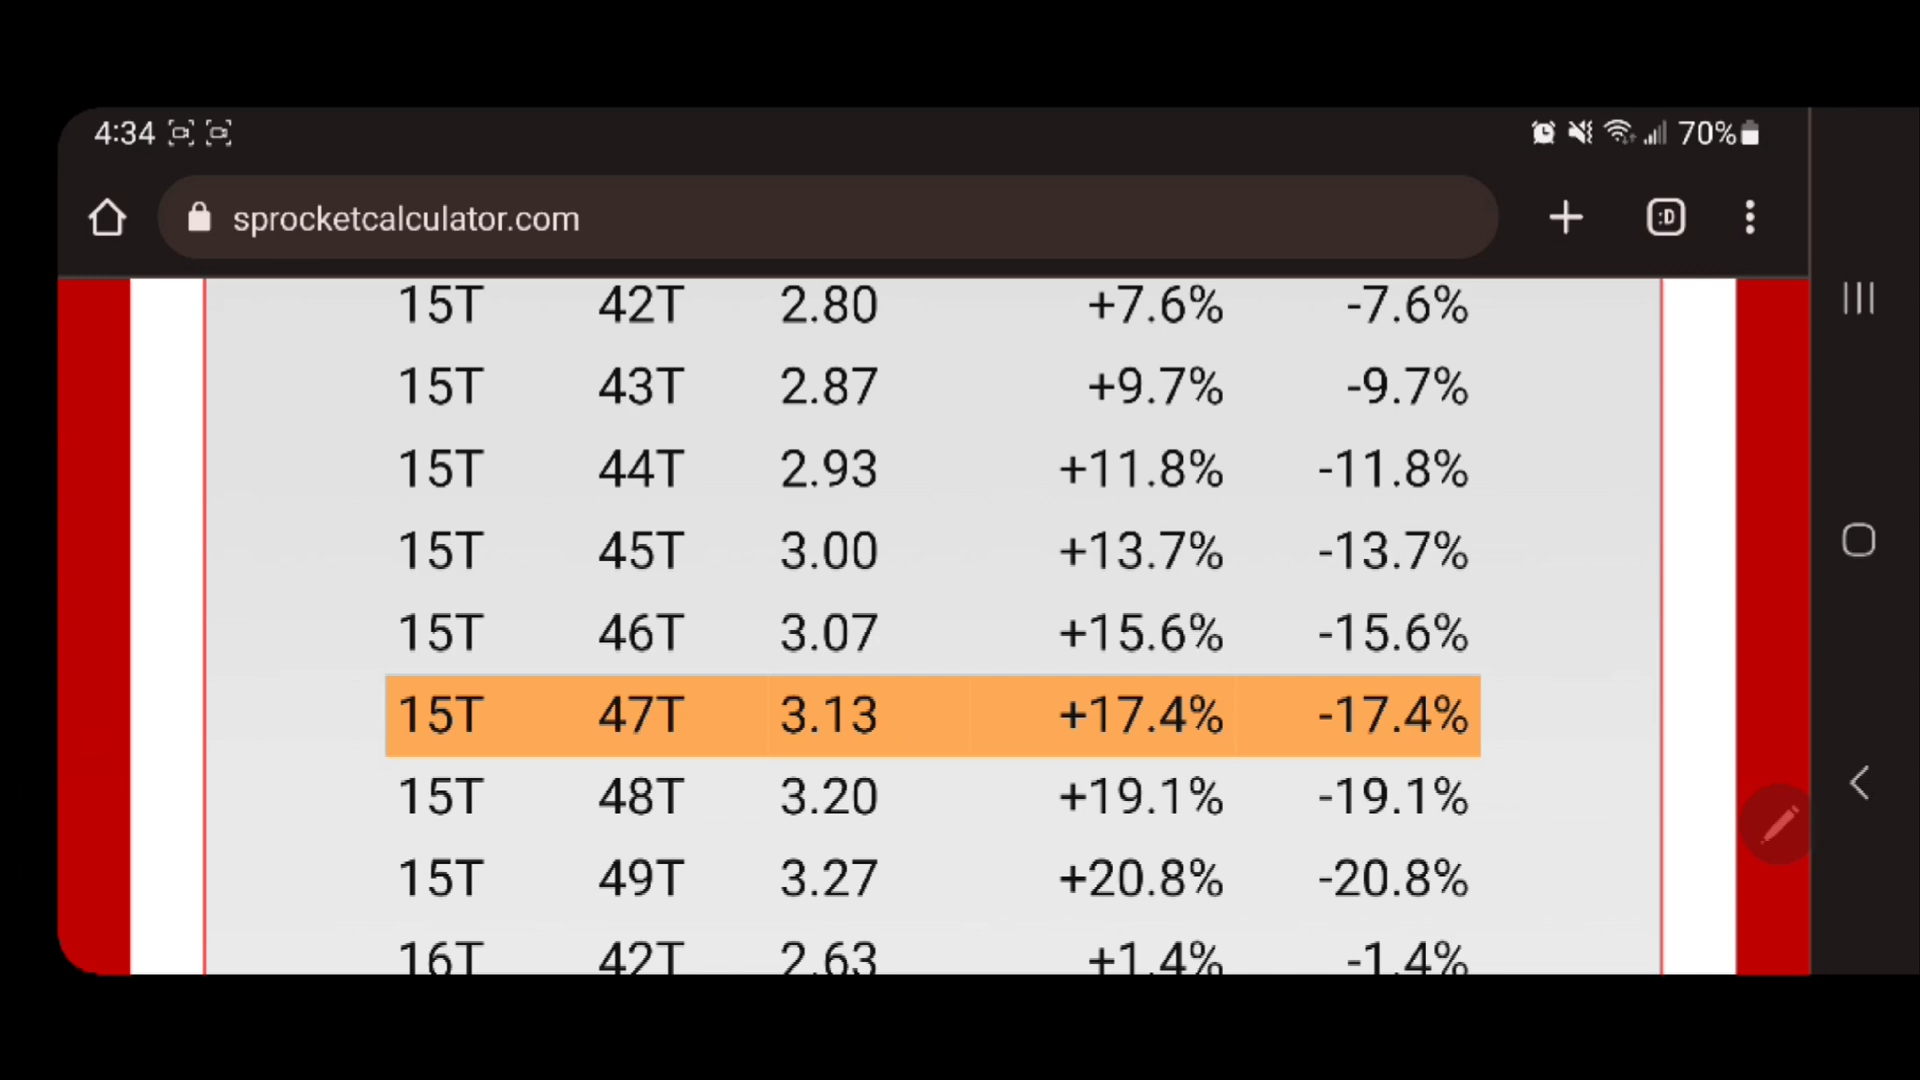 4:34 70%
sprocketcalculator.com :D
15T 42T 2.80 +7.6% -7.6%
15T 43T 2.87 +9.7% -9.7%
15T 44T 2.93 +11.8% -11.8%
15T 45T 3.00 +13.7% -13.7%
15T 46T 3.07 +15.6% -15.6%
15T 47T 3.13 +17.4% -17.4%
15T 48T 3.20 +19.1% -19.1%
15T 49T 3.27 +20.8% -20.8%
16T 42T 2.63 +1.4% -1.4%